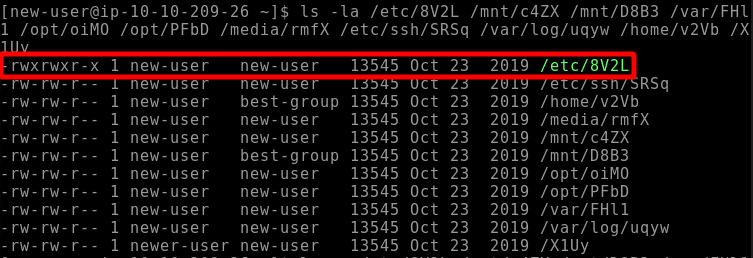 [new-user@ip-10-10-209-26 ~]$ ls -la /etc/8V2L /mnt/c4ZX /mnt/D8B3 /var/FHl
1 /opt/oiMO /opt/PFbD /media/rmfX /etc/ssh/SRSq /var/log/uqyw /home/v2Vb /X
1Uy
-rwxrwxr-x 1 new-user   new-user   13545 Oct 23  2019 /etc/8V2L
-rw-rw-r-- 1 new-user   new-user   13545 Oct 23  2019 /etc/ssh/SRSq
-rw-rw-r-- 1 new-user   best-group 13545 Oct 23  2019 /home/v2Vb
-rw-rw-r-- 1 new-user   new-user   13545 Oct 23  2019 /media/rmfX
-rw-rw-r-- 1 new-user   new-user   13545 Oct 23  2019 /mnt/c4ZX
-rw-rw-r-- 1 new-user   best-group 13545 Oct 23  2019 /mnt/D8B3
-rw-rw-r-- 1 new-user   new-user   13545 Oct 23  2019 /opt/oiMO
-rw-rw-r-- 1 new-user   new-user   13545 Oct 23  2019 /opt/PFbD
-rw-rw-r-- 1 new-user   new-user   13545 Oct 23  2019 /var/FHl1
-rw-rw-r-- 1 new-user   new-user   13545 Oct 23  2019 /var/log/uqyw
-rw-rw-r-- 1 newer-user new-user   13545 Oct 23  2019 /X1Uy